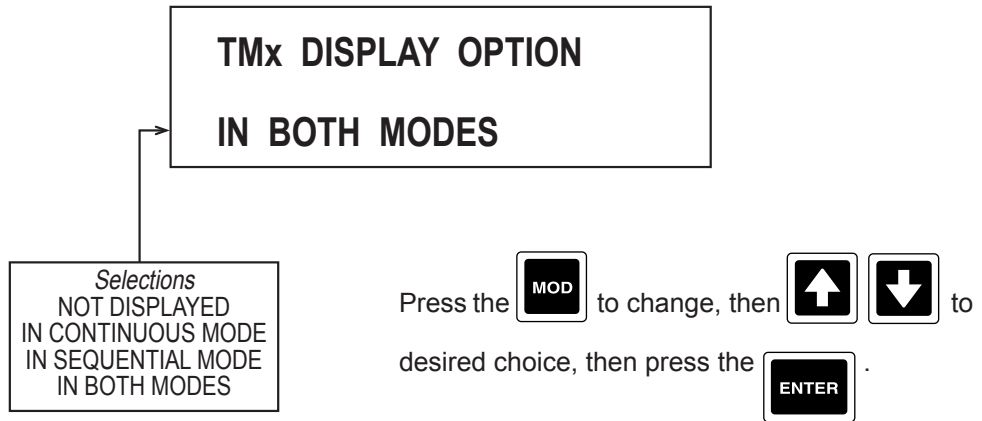 TMx DISPLAY OPTION
IN BOTH MODES
Selections
NOT DISPLAYED
IN CONTINUOUS MODE
IN SEQUENTIAL MODE
IN BOTH MODES
Press the MOD to change, then to
desired choice, then press the ENTER .